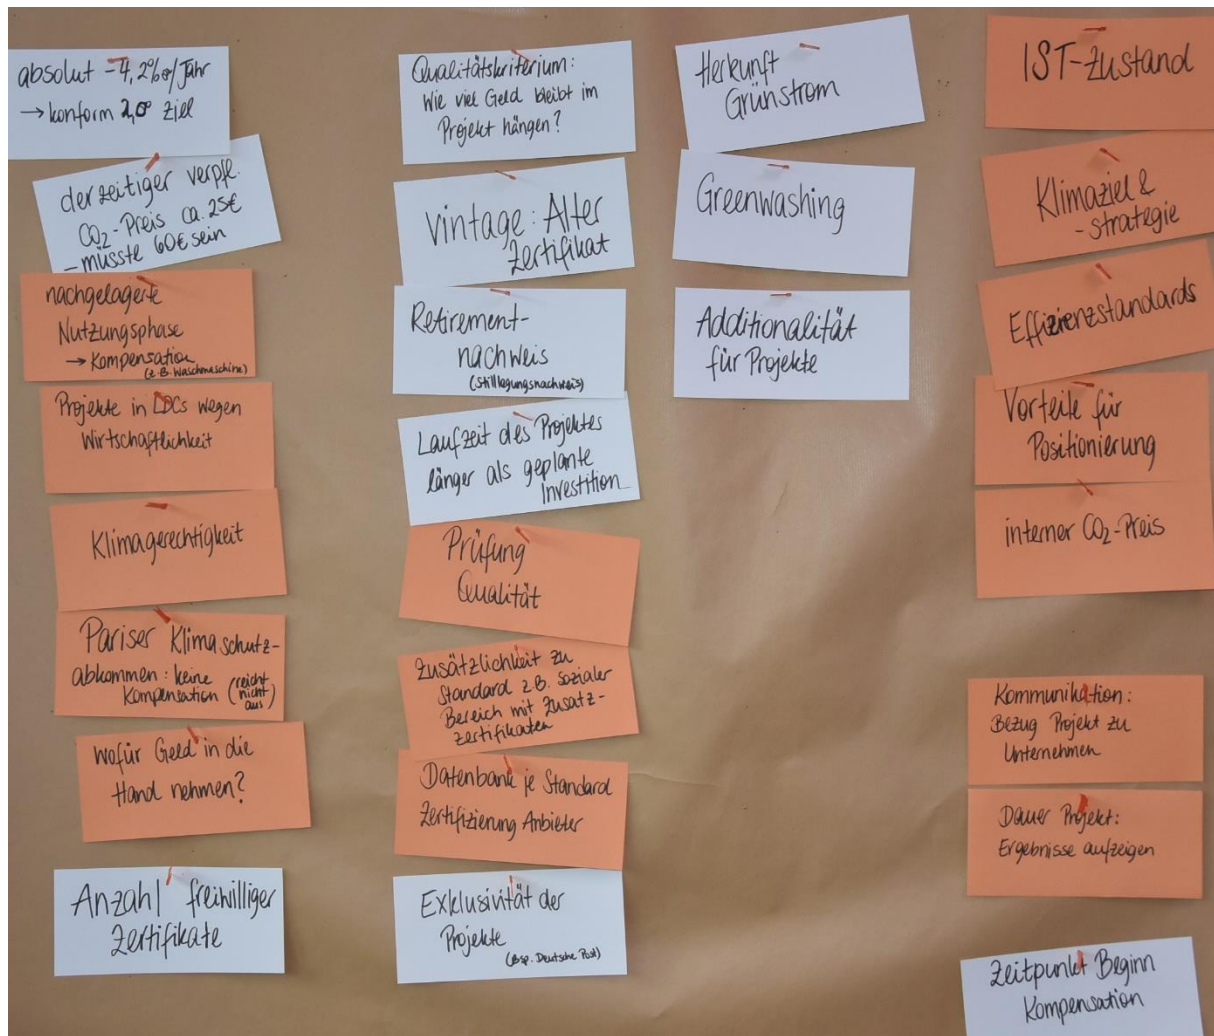 absolut -4,2%/Jahr
→ konform 2,0° Ziel
derzeitiger verpfl.
CO₂-Preis ca. 25€
- müsste 60€ sein
nachgelagerte
Nutzungsphase
→ Kompensation
(z.B. Waschmaschine)
Projekte in LDCs wegen
Wirtschaftlichkeit
Klimagerechtigkeit
Pariser Klimaschutz-
abkommen: keine
Kompensation (reicht
nicht
aus)
wofür Geld in die
Hand nehmen?
Anzahl freiwilliger
Zertifikate
Qualitätskriterium:
Wie viel Geld bleibt im
Projekt hängen?
Vintage: Alter
Zertifikat
Retirement-
nachweis
(Stilllegungsnachweis)
Laufzeit des Projektes
länger als geplante
Investition
Prüfung
Qualität
Zusätzlichkeit zu
Standard z.B. sozialer
Bereich mit Zusatz-
zertifikaten
Datenbank je Standard
Zertifizierung Anbieter
Exklusivität der
Projekte
(Bsp. Deutsche Post)
Herkunft
Grünstrom
Greenwashing
Additionalität
für Projekte
IST-Zustand
Klimaziel &
-strategie
Effizienzstandards
Vorteile für
Positionierung
interner CO₂-Preis
Kommunikation:
Bezug Projekt zu
Unternehmen
Dauer Projekt:
Ergebnisse aufzeigen
Zeitpunkt Beginn
Kompensation